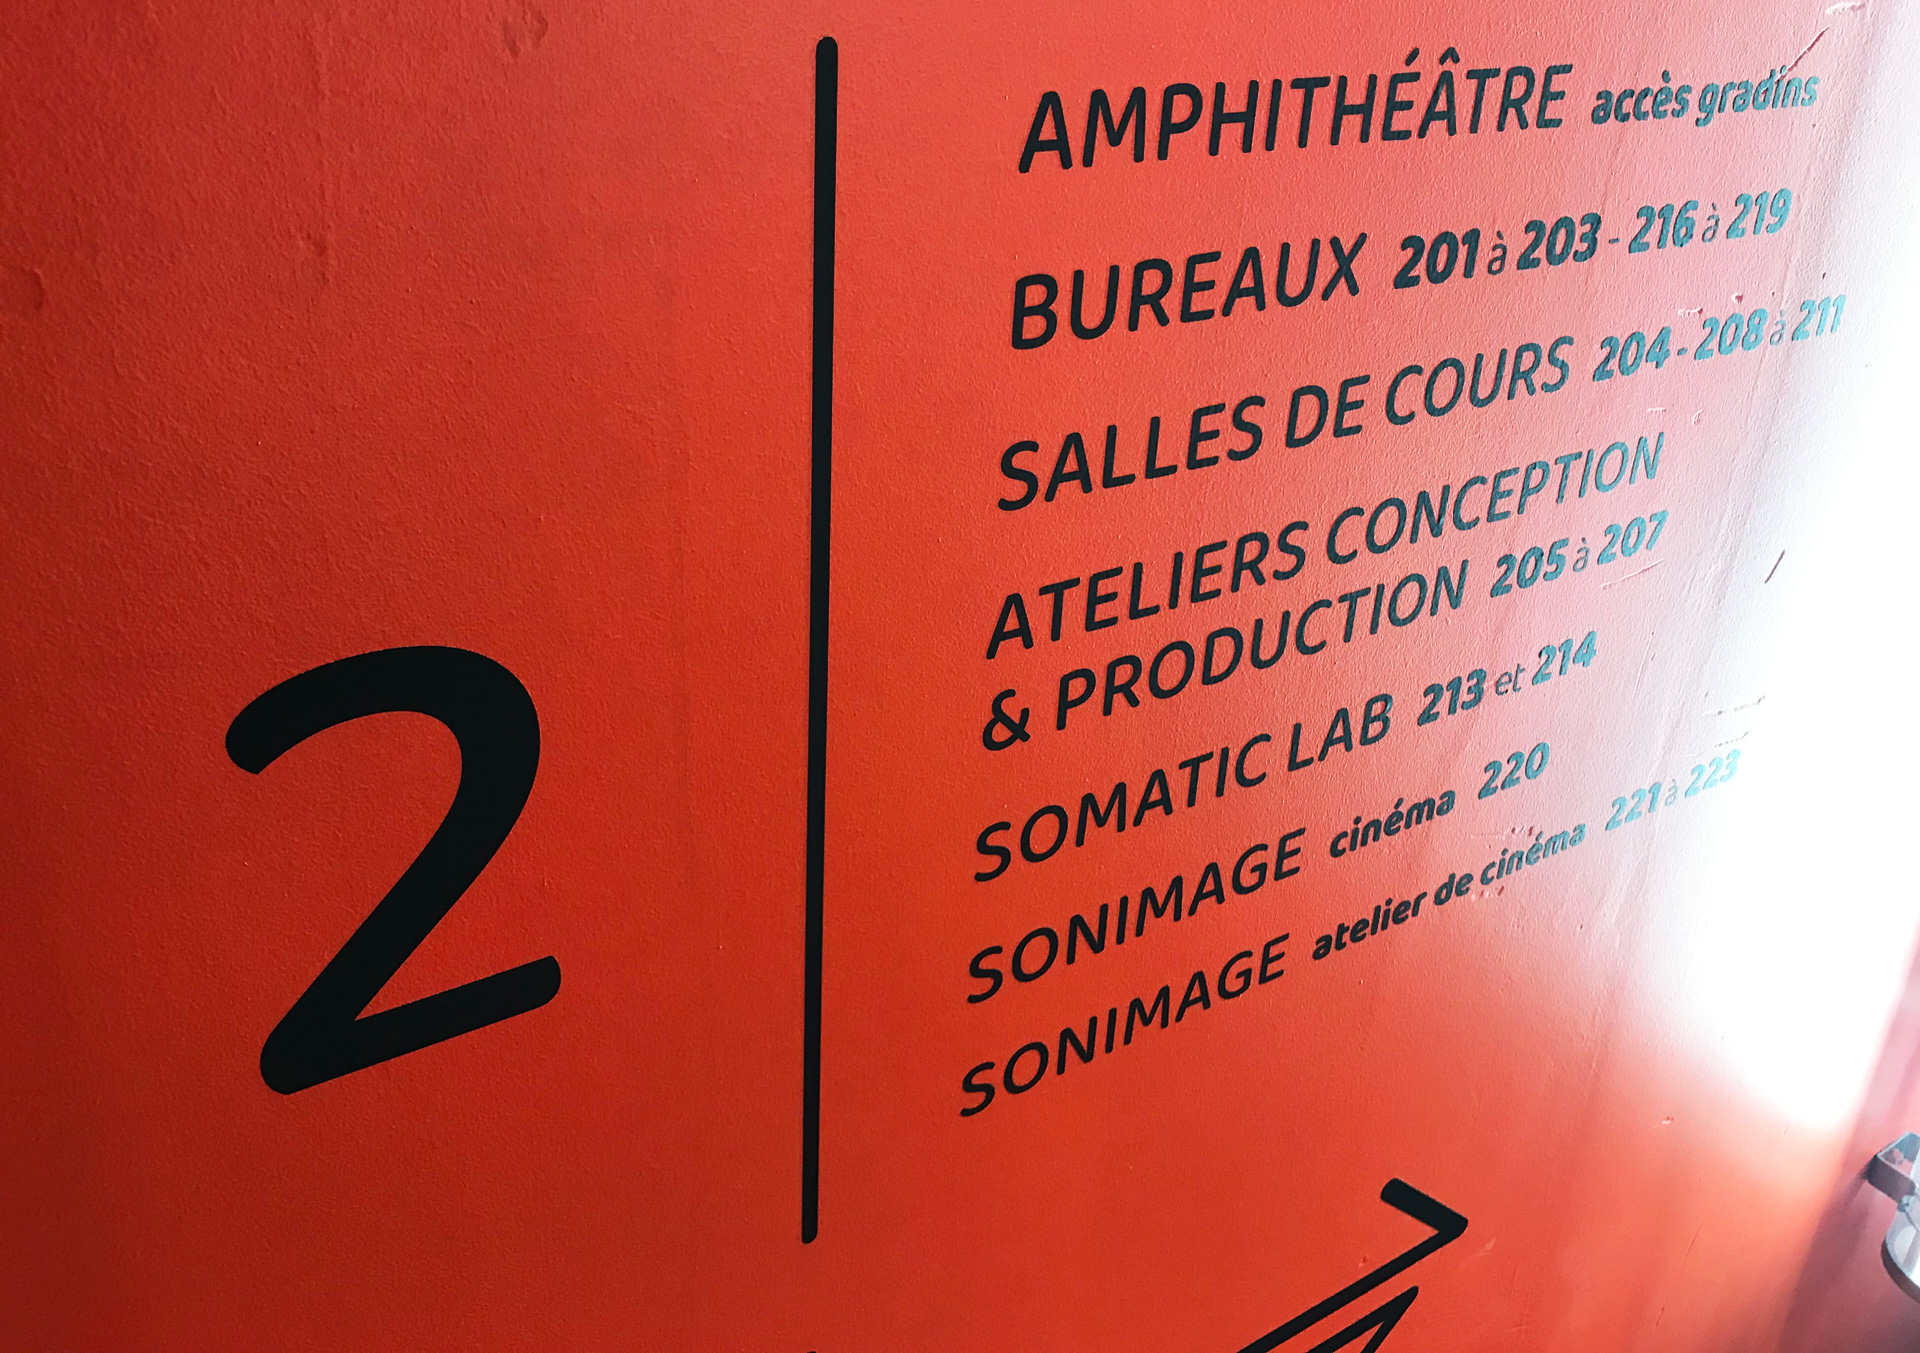 2
AMPHITHÉÂTRE accès gradins
BUREAUX 201 à 203 - 216 à 219
SALLES DE COURS 204 - 208 à 211
ATELIERS CONCEPTION
& PRODUCTION 205 à 207
SOMATIC LAB 213 et 214
SONIMAGE cinéma 220
SONIMAGE atelier de cinéma 221 à 223